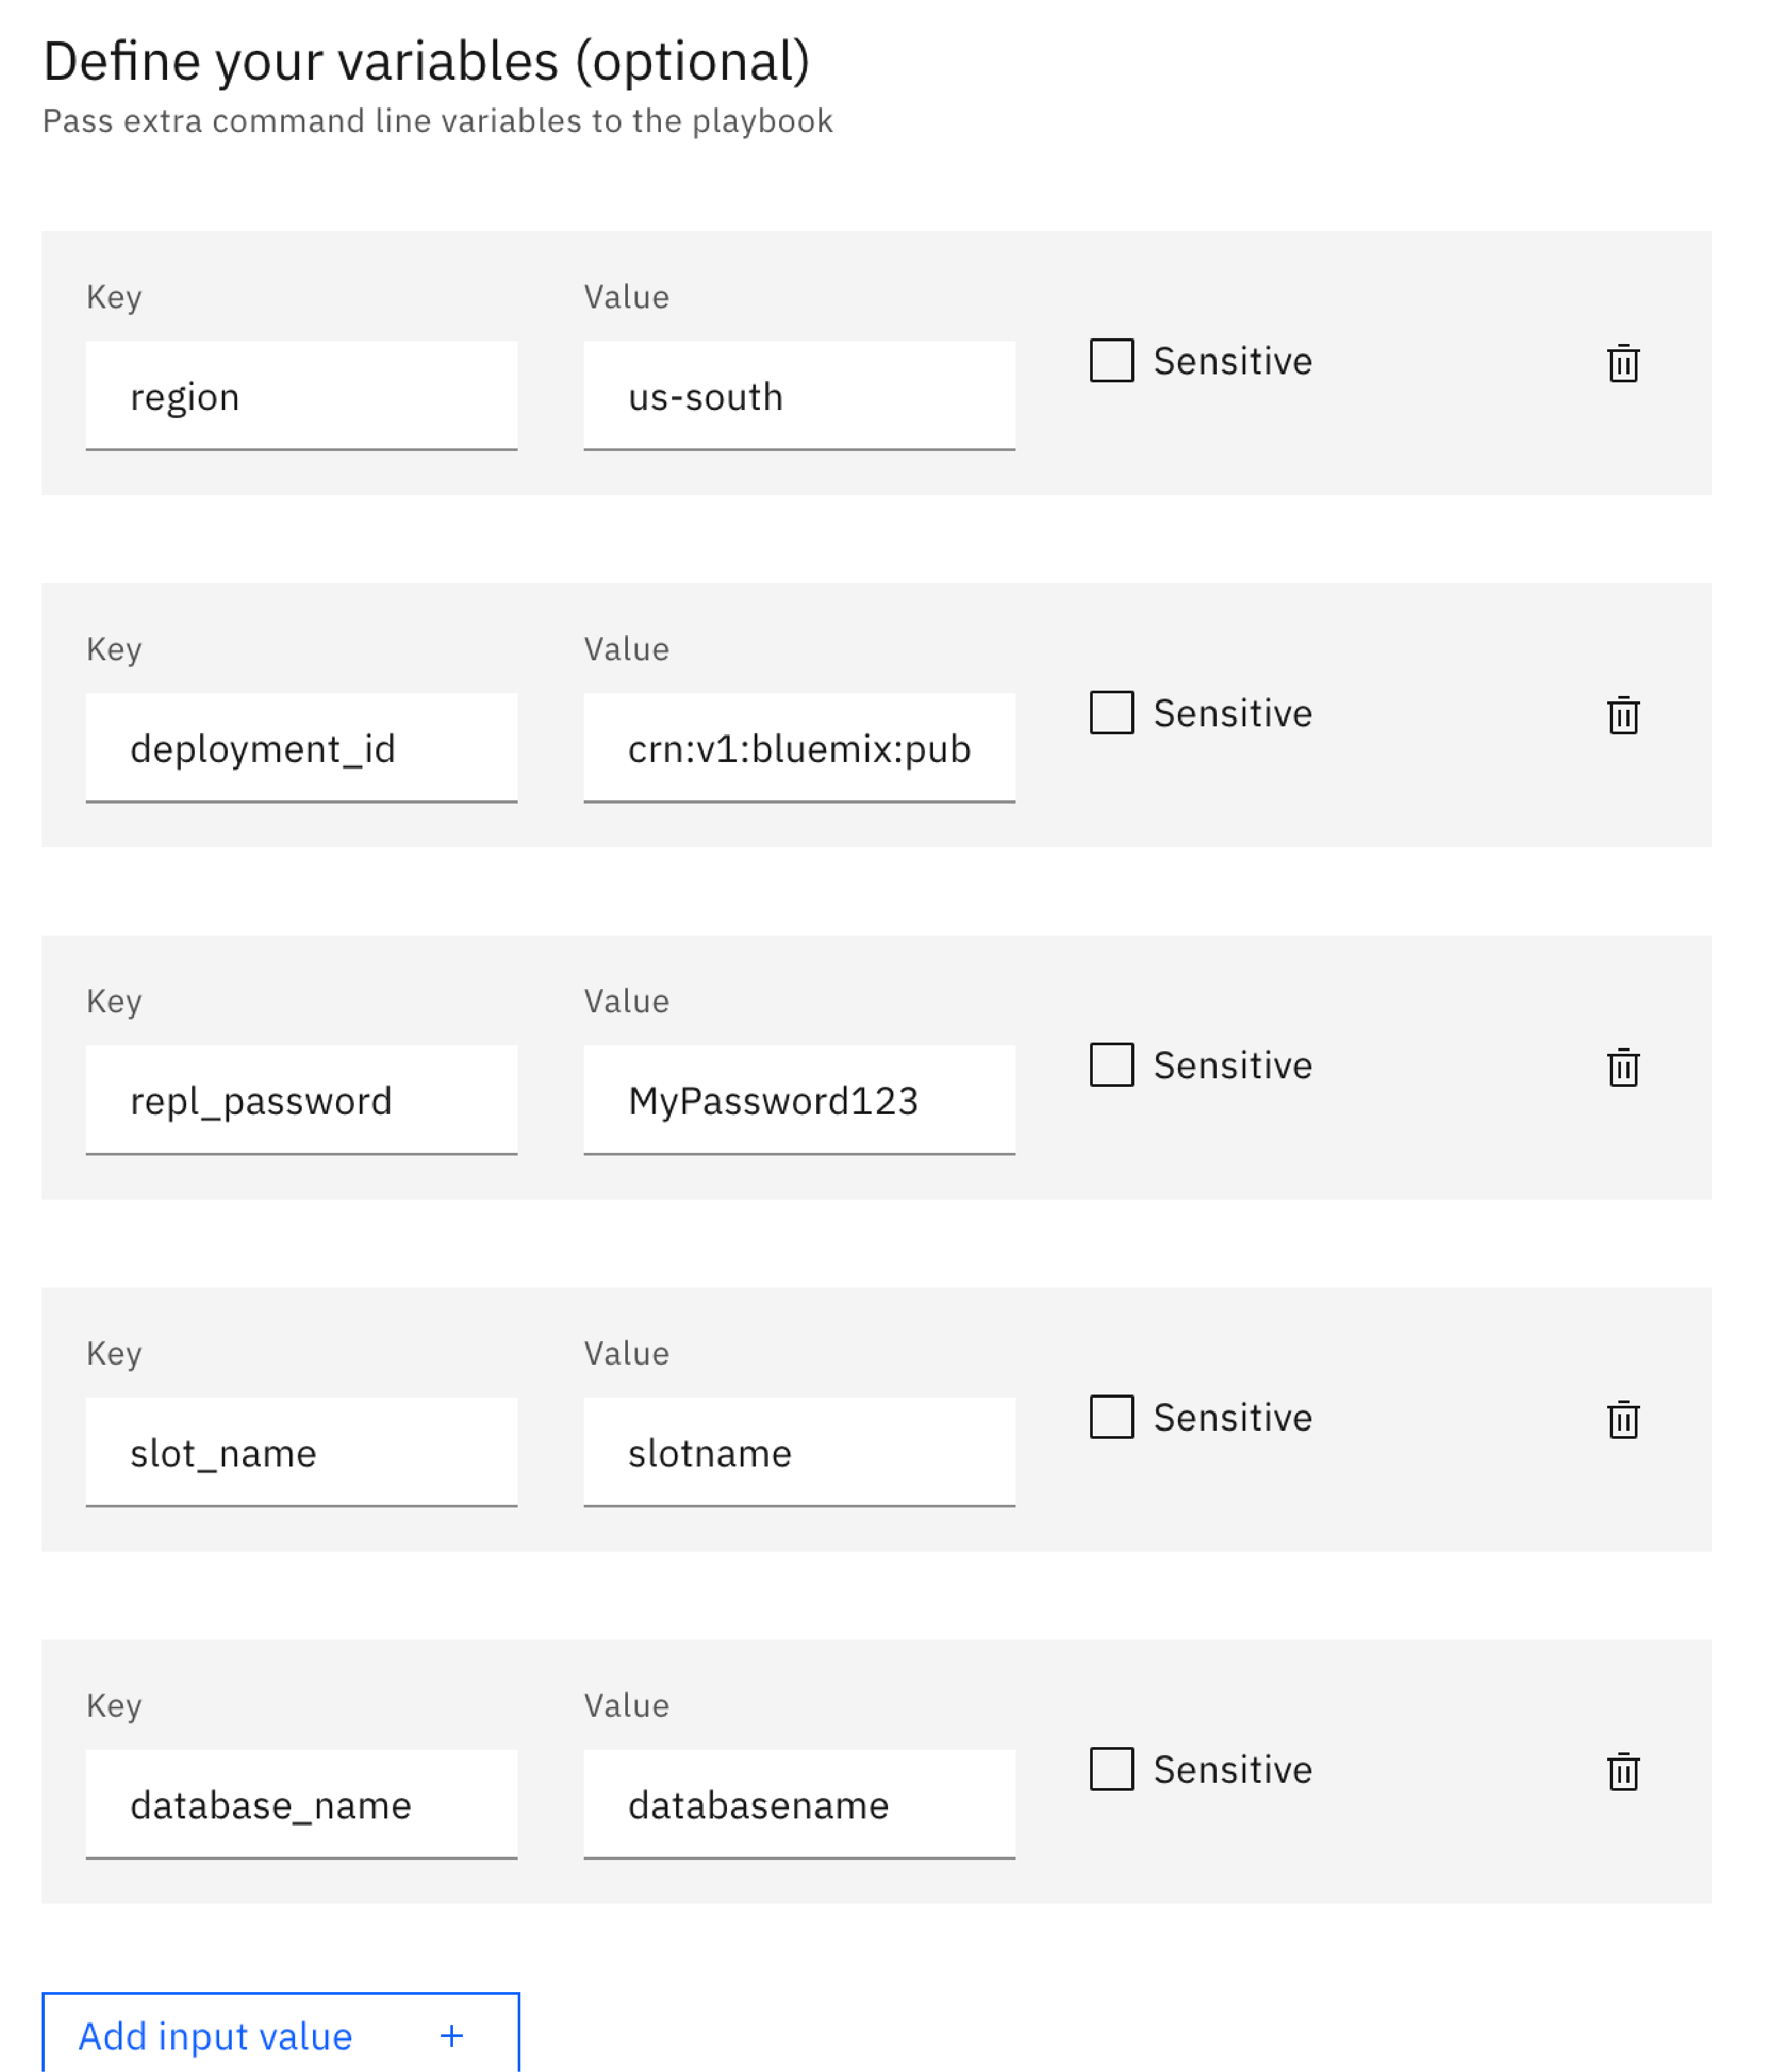 Define your variables (optional)
Pass extra command line variables to the playbook
Key Value
region us-south Sensitive
Key Value
deployment_id crn:v1:bluemix:pub Sensitive
Key Value
repl_password MyPassword123 Sensitive
Key Value
slot_name slotname Sensitive
Key Value
database_name databasename Sensitive
Add input value +